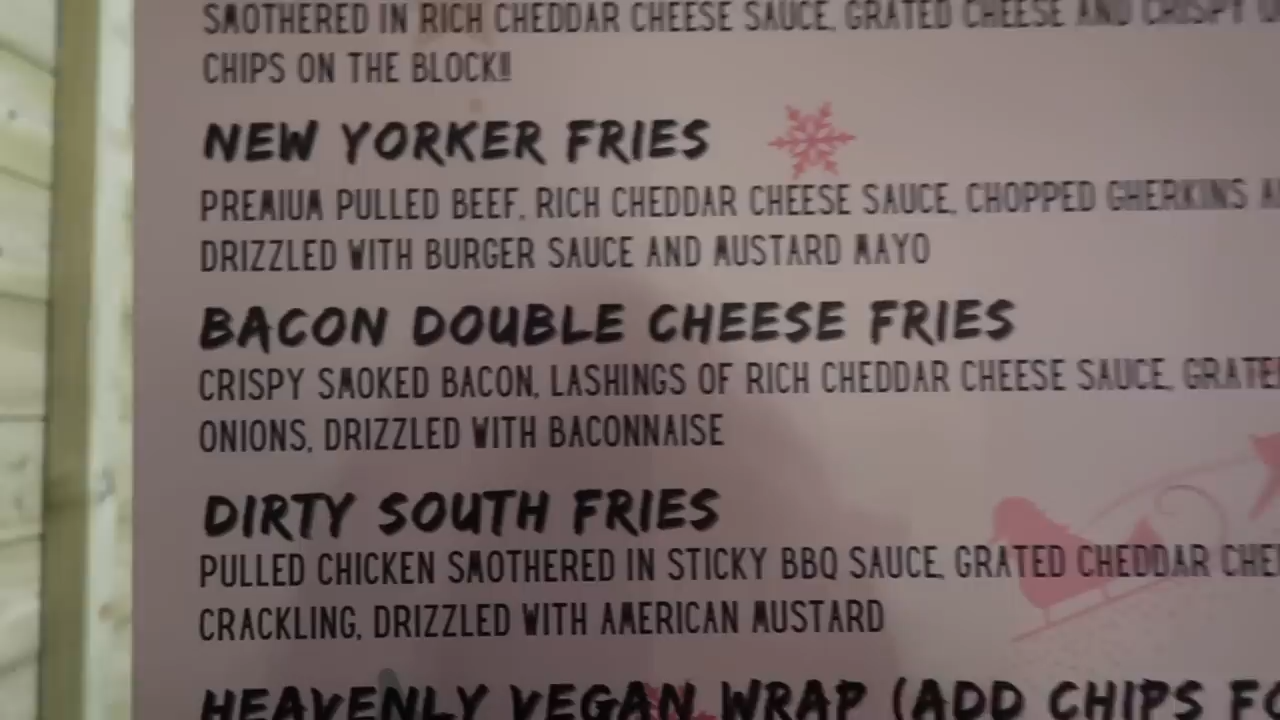 SMOTHERED IN RICH CHEDDAR CHEESE SAUCE, GRATED CHEESE AND CRISPY
CHIPS ON THE BLOCK!!
NEW YORKER FRIES
PREMIUM PULLED BEEF, RICH CHEDDAR CHEESE SAUCE, CHOPPED GHERKINS
DRIZZLED WITH BURGER SAUCE AND MUSTARD MAYO
BACON DOUBLE CHEESE FRIES
CRISPY SMOKED BACON, LASHINGS OF RICH CHEDDAR CHEESE SAUCE,
ONIONS, DRIZZLED WITH BACONNAISE
DIRTY SOUTH FRIES
PULLED CHICKEN SMOTHERED IN STICKY BBQ SAUCE, GRATED CHEDDAR
CRACKLING, DRIZZLED WITH AMERICAN MUSTARD
HEAVENLY VEGAN WRAP (ADD CHIPS